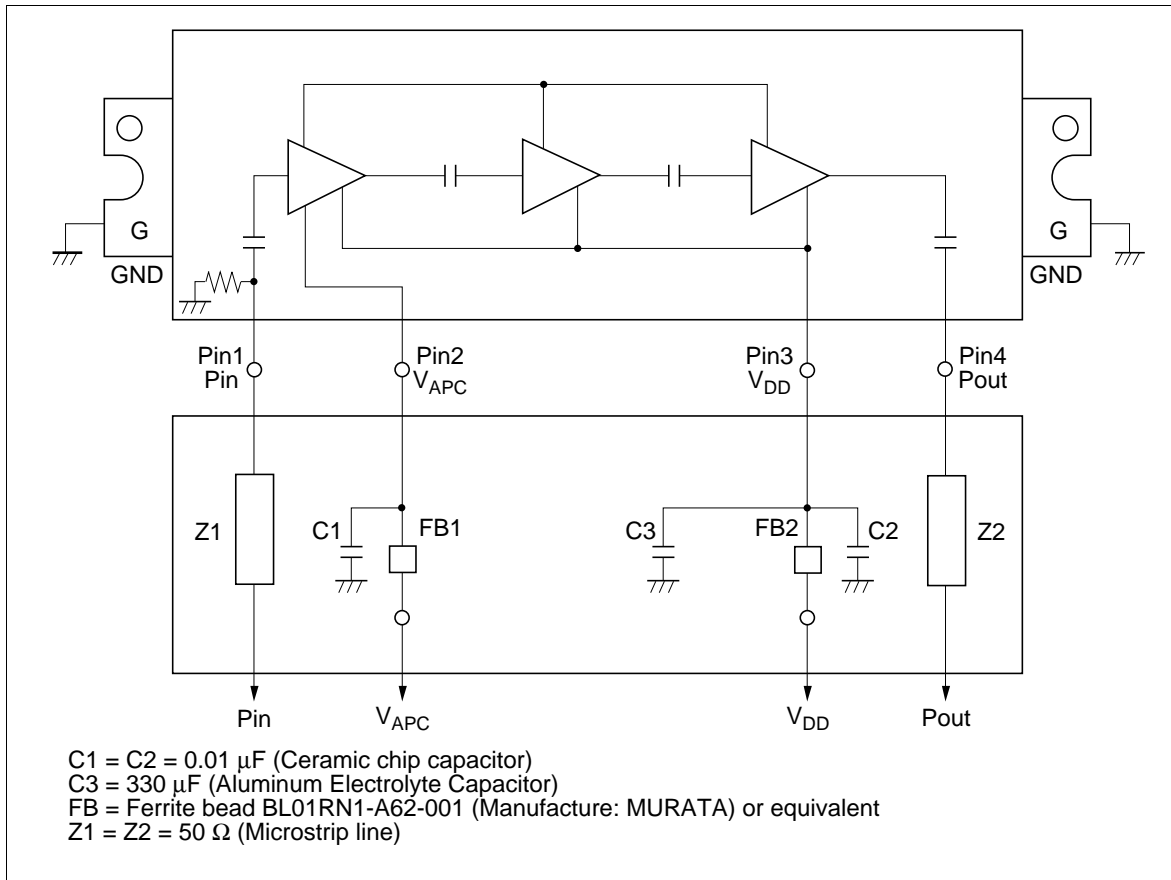 G
GND
G
GND
Pin1
Pin
Pin2
VAPC
Pin3
VDD
Pin4
Pout
Z1
C1
FB1
C3
FB2
C2
Z2
Pin
VAPC
VDD
Pout
C1 = C2 = 0.01 μF (Ceramic chip capacitor)
C3 = 330 μF (Aluminum Electrolyte Capacitor)
FB = Ferrite bead BL01RN1-A62-001 (Manufacture: MURATA) or equivalent
Z1 = Z2 = 50 Ω (Microstrip line)